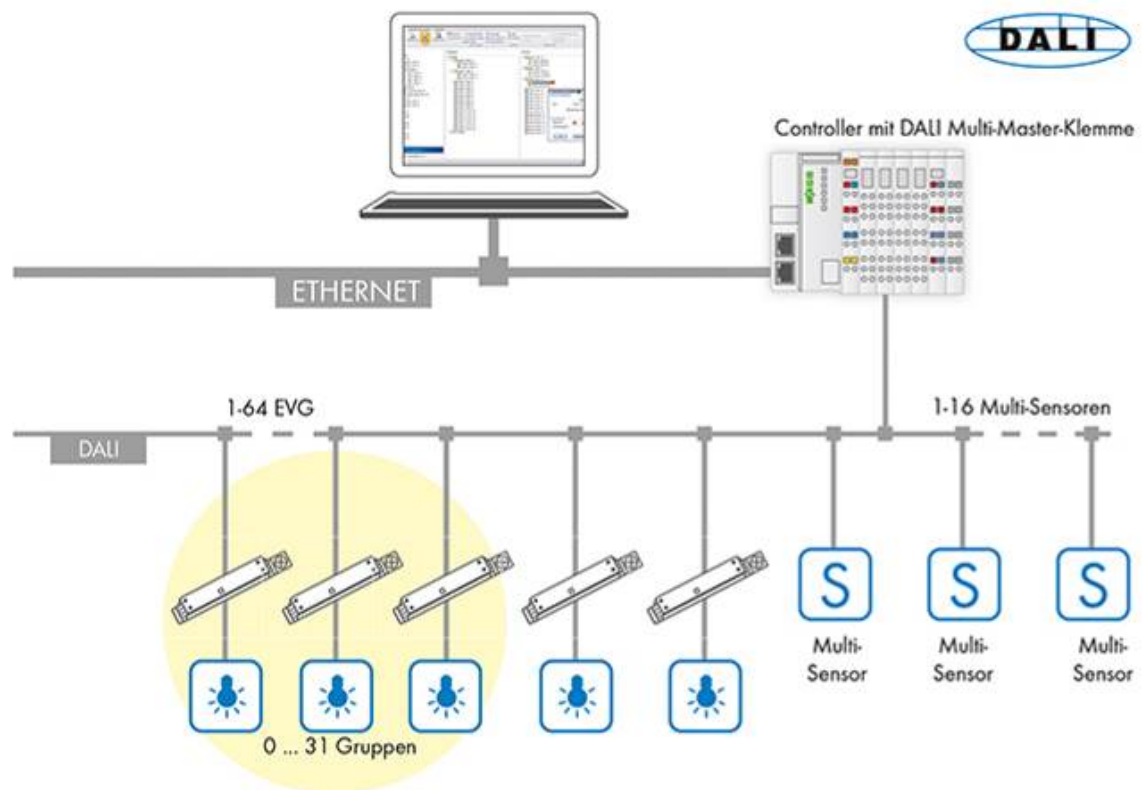 DALI
Controller mit DALI Multi-Master-Klemme
WAGO
ETHERNET
1-64 EVG
1-16 Multi-Sensoren
DALI
S
S
S
Multi-
Sensor
Multi-
Sensor
Multi-
Sensor
0 ... 31 Gruppen